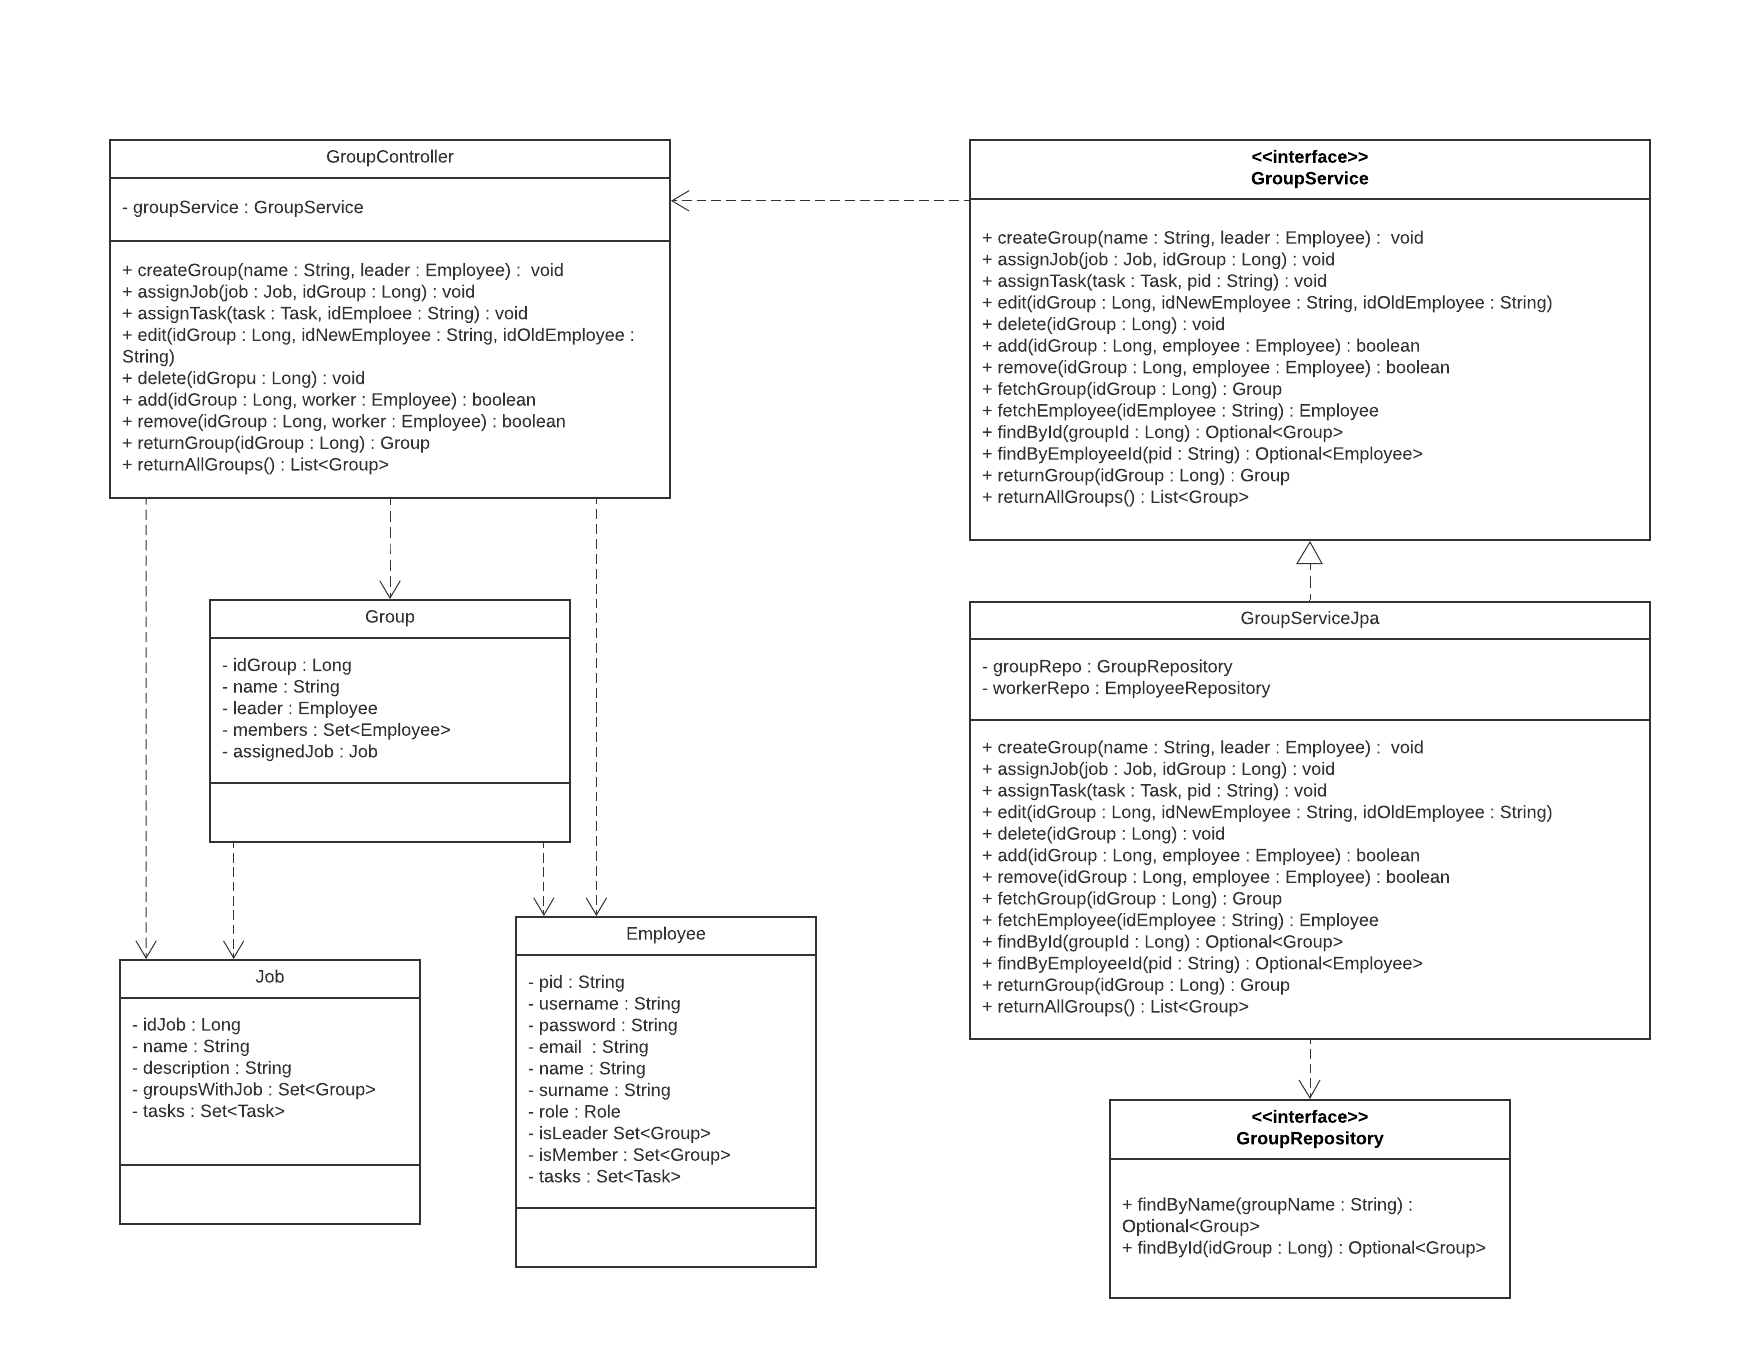 GroupController
- groupService : GroupService
+ createGroup(name : String, leader : Employee) :  void
+ assignJob(job : Job, idGroup : Long) : void
+ assignTask(task : Task, idEmploee : String) : void
+ edit(idGroup : Long, idNewEmployee : String, idOldEmployee :
String)
+ delete(idGropu : Long) : void
+ add(idGroup : Long, worker : Employee) : boolean
+ remove(idGroup : Long, worker : Employee) : boolean
+ returnGroup(idGroup : Long) : Group
+ returnAllGroups() : List<Group>
<<interface>>
GroupService
+ createGroup(name : String, leader : Employee) :  void
+ assignJob(job : Job, idGroup : Long) : void
+ assignTask(task : Task, pid : String) : void
+ edit(idGroup : Long, idNewEmployee : String, idOldEmployee : String)
+ delete(idGroup : Long) : void
+ add(idGroup : Long, employee : Employee) : boolean
+ remove(idGroup : Long, employee : Employee) : boolean
+ fetchGroup(idGroup : Long) : Group
+ fetchEmployee(idEmployee : String) : Employee
+ findById(groupId : Long) : Optional<Group>
+ findByEmployeeId(pid : String) : Optional<Employee>
+ returnGroup(idGroup : Long) : Group
+ returnAllGroups() : List<Group>
Group
- idGroup : Long
- name : String
- leader : Employee
- members : Set<Employee>
- assignedJob : Job
GroupServiceJpa
- groupRepo : GroupRepository
- workerRepo : EmployeeRepository
+ createGroup(name : String, leader : Employee) :  void
+ assignJob(job : Job, idGroup : Long) : void
+ assignTask(task : Task, pid : String) : void
+ edit(idGroup : Long, idNewEmployee : String, idOldEmployee : String)
+ delete(idGroup : Long) : void
+ add(idGroup : Long, employee : Employee) : boolean
+ remove(idGroup : Long, employee : Employee) : boolean
+ fetchGroup(idGroup : Long) : Group
+ fetchEmployee(idEmployee : String) : Employee
+ findById(groupId : Long) : Optional<Group>
+ findByEmployeeId(pid : String) : Optional<Employee>
+ returnGroup(idGroup : Long) : Group
+ returnAllGroups() : List<Group>
Job
- idJob : Long
- name : String
- description : String
- groupsWithJob : Set<Group>
- tasks : Set<Task>
Employee
- pid : String
- username : String
- password : String
- email  : String
- name : String
- surname : String
- role : Role
- isLeader Set<Group>
- isMember : Set<Group>
- tasks : Set<Task>
<<interface>>
GroupRepository
+ findByName(groupName : String) :
Optional<Group>
+ findById(idGroup : Long) : Optional<Group>